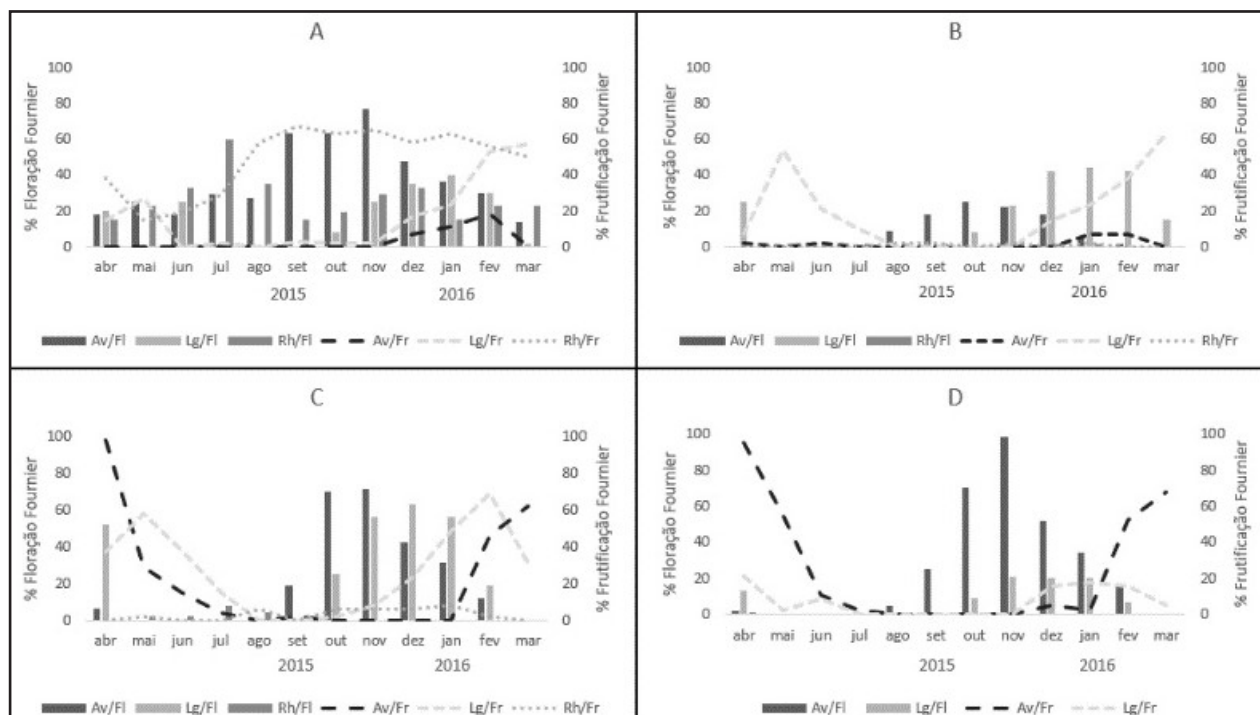 A
% Floração Fournier
100
80
60
40
20
0
100
80
60
40
20
0
% Frutificação Fournier
abr mai jun jul ago set out nov dez jan fev mar
2015 2016
Av/Fl Lg/Fl Rh/Fl Av/Fr Lg/Fr Rh/Fr
B
% Floração Fournier
100
80
60
40
20
0
100
80
60
40
20
0
% Frutificação Fournier
abr mai jun jul ago set out nov dez jan fev mar
2015 2016
Av/Fl Lg/Fl Rh/Fl Av/Fr Lg/Fr Rh/Fr
C
% Floração Fournier
100
80
60
40
20
0
100
80
60
40
20
0
% Frutificação Fournier
abr mai jun jul ago set out nov dez jan fev mar
2015 2016
Av/Fl Lg/Fl Rh/Fl Av/Fr Lg/Fr Rh/Fr
D
% Floração Fournier
100
80
60
40
20
0
100
80
60
40
20
0
% Frutificação Fournier
abr mai jun jul ago set out nov dez jan fev mar
2015 2016
Av/Fl Lg/Fl Av/Fr Lg/Fr